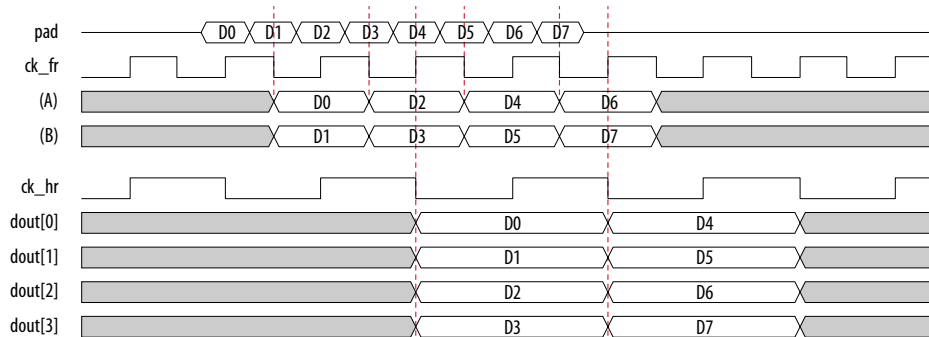 pad D0 D1 D2 D3 D4 D5 D6 D7
ck_fr
(A) D0 D2 D4 D6
(B) D1 D3 D5 D7
ck_hr
dout[0] D0 D4
dout[1] D1 D5
dout[2] D2 D6
dout[3] D3 D7